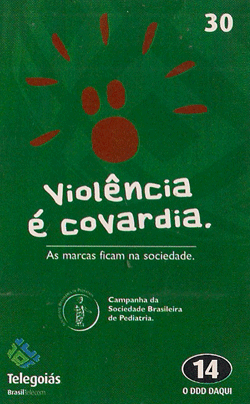 30
Violência
é covardia.
As marcas ficam na sociedade.
Campanha da
Sociedade Brasileira
de Pediatria.
Telegoiás
BrasilTelecom
14
O DDD DAQUI